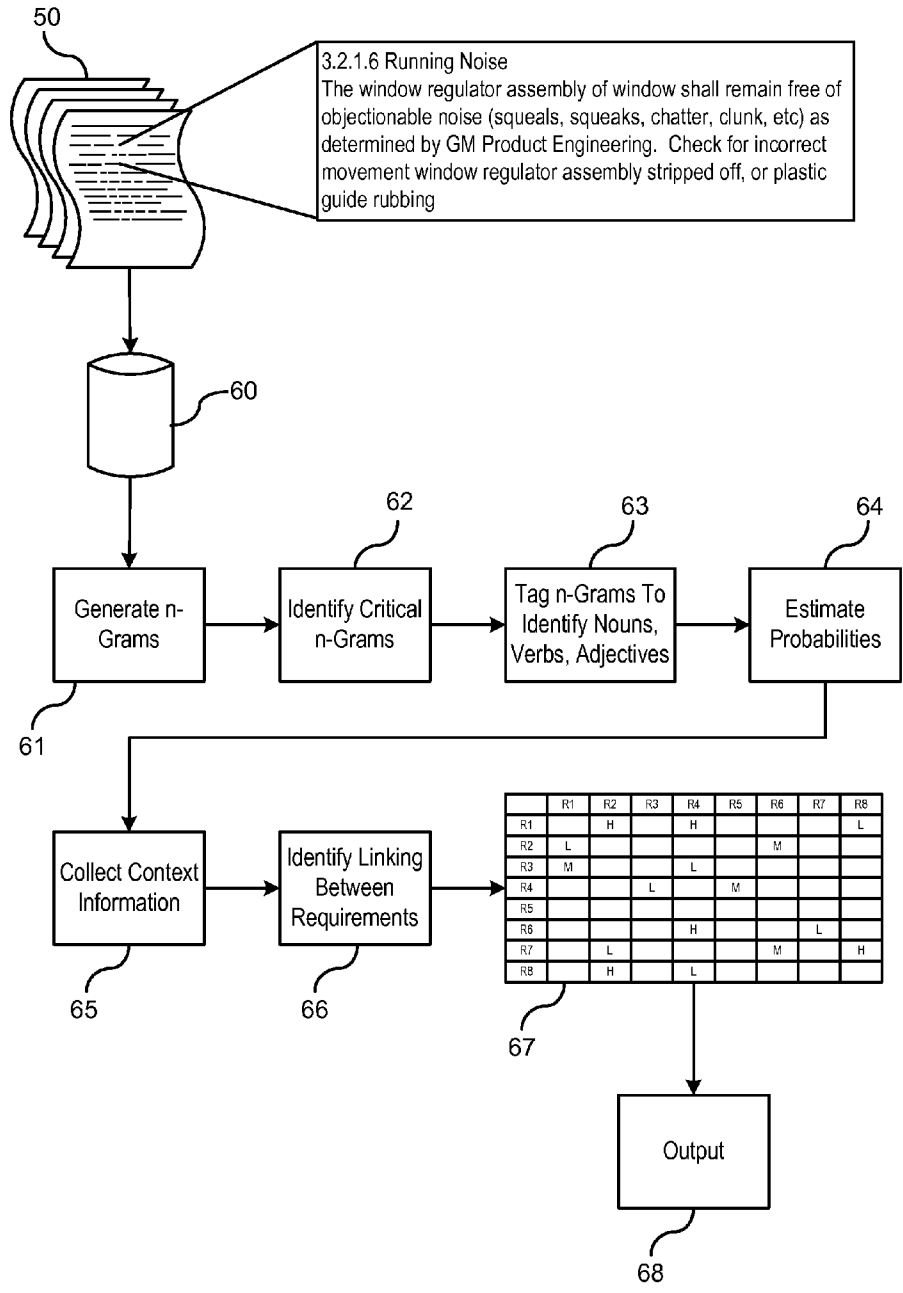 50
3.2.1.6 Running Noise
The window regulator assembly of window shall remain free of
objectionable noise (squeals, squeaks, chatter, clunk, etc) as
determined by GM Product Engineering. Check for incorrect
movement window regulator assembly stripped off, or plastic
guide rubbing
60
62
63
64
Generate n-
Grams
Identify Critical
n-Grams
Tag n-Grams To
Identify Nouns,
Verbs, Adjectives
Estimate
Probabilities
61
Collect Context
Information
Identify Linking
Between
Requirements
R1 R2 R3 R4 R5 R6 R7 R8
R1 H H L
R2 L M
R3 M L
R4 L M
R5
R6 H L
R7 L M H
R8 H L
65
66
67
Output
68